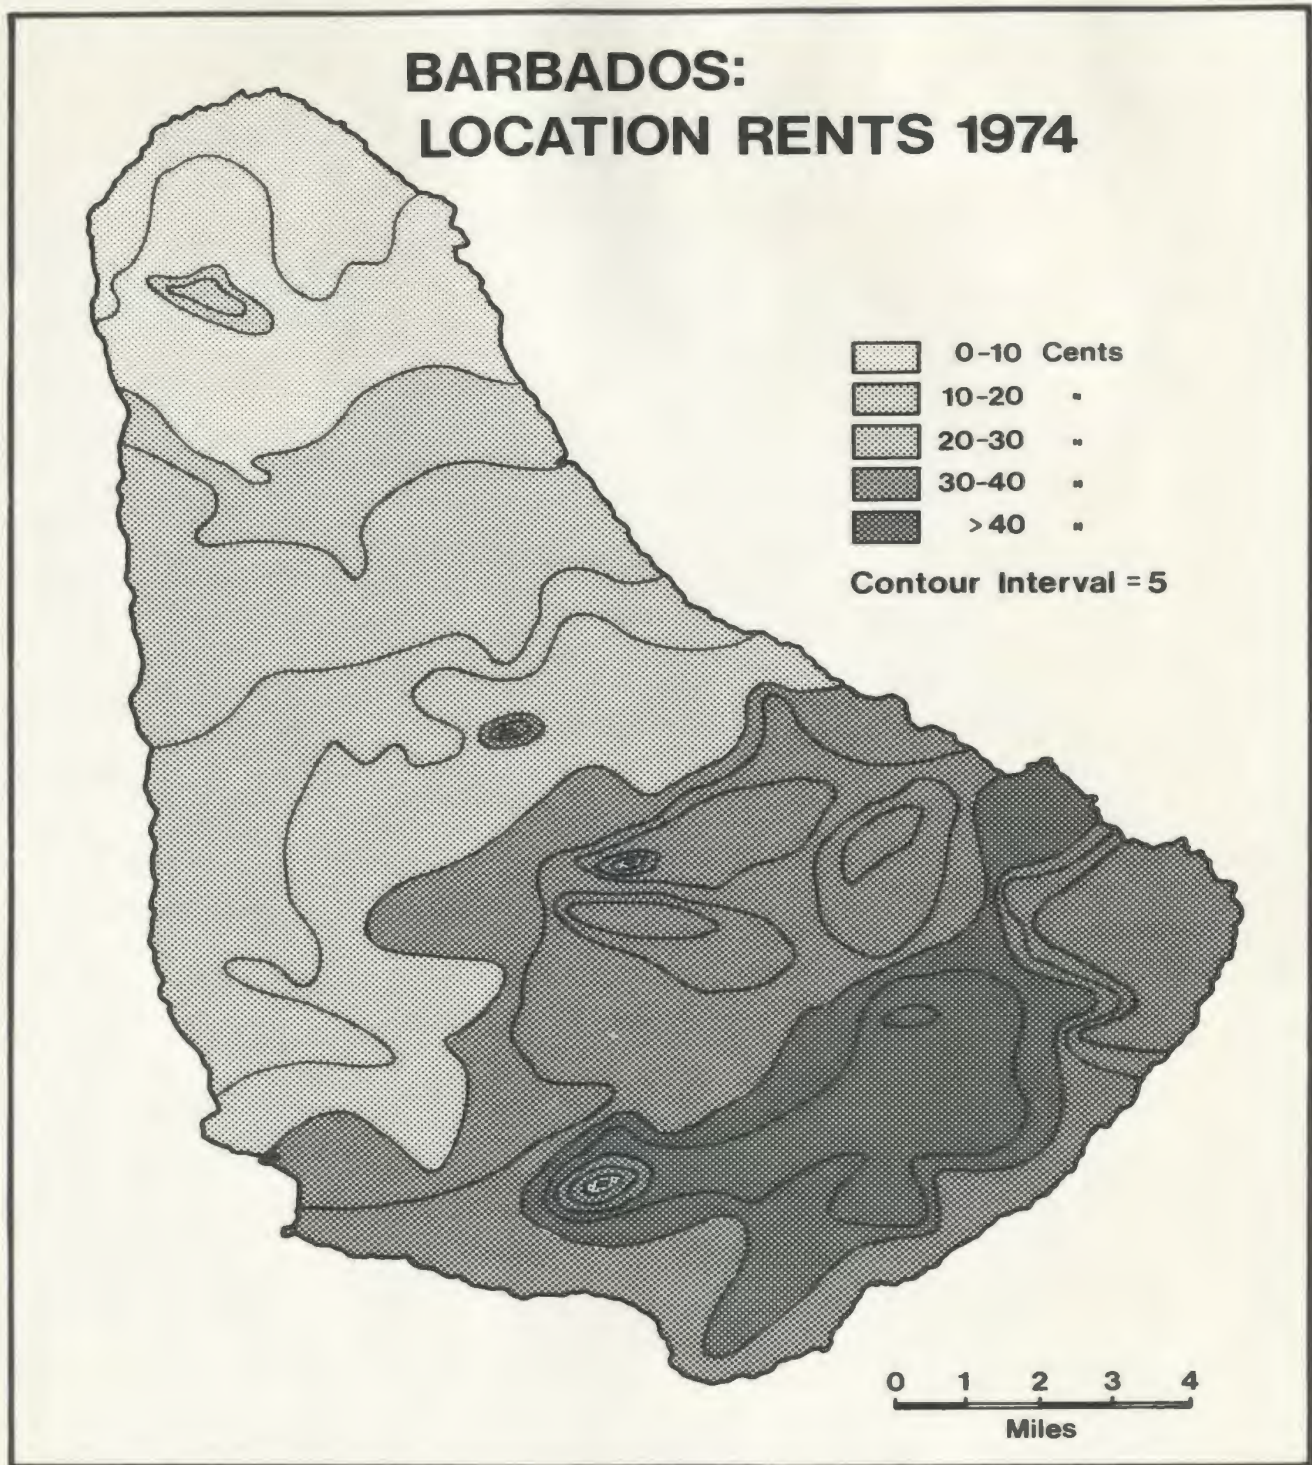 BARBADOS:
LOCATION RENTS 1974
0-10 Cents
10-20 "
20-30 "
30-40 "
>40 "
Contour Interval = 5
0 1 2 3 4
Miles